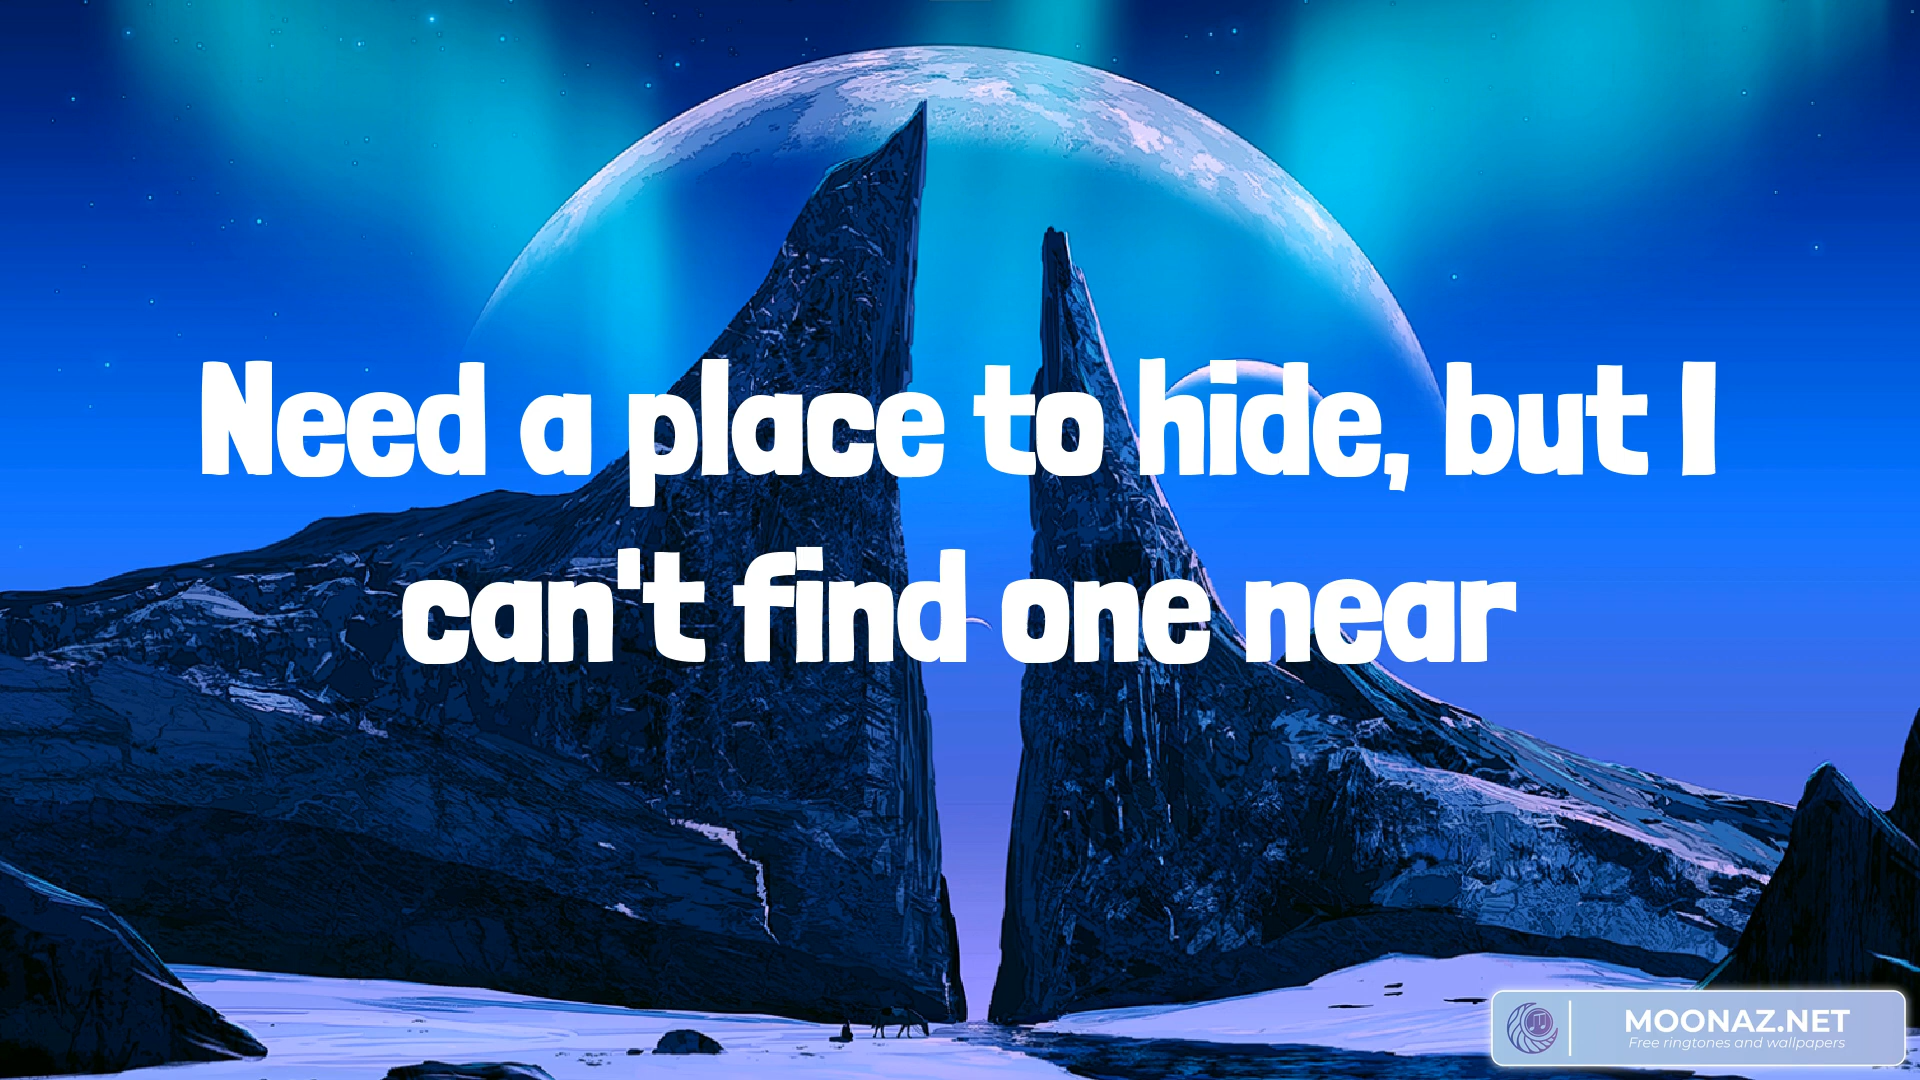 Need a place to hide, but I
can't find one near
MOONAZ.NET
Free ringtones and wallpapers